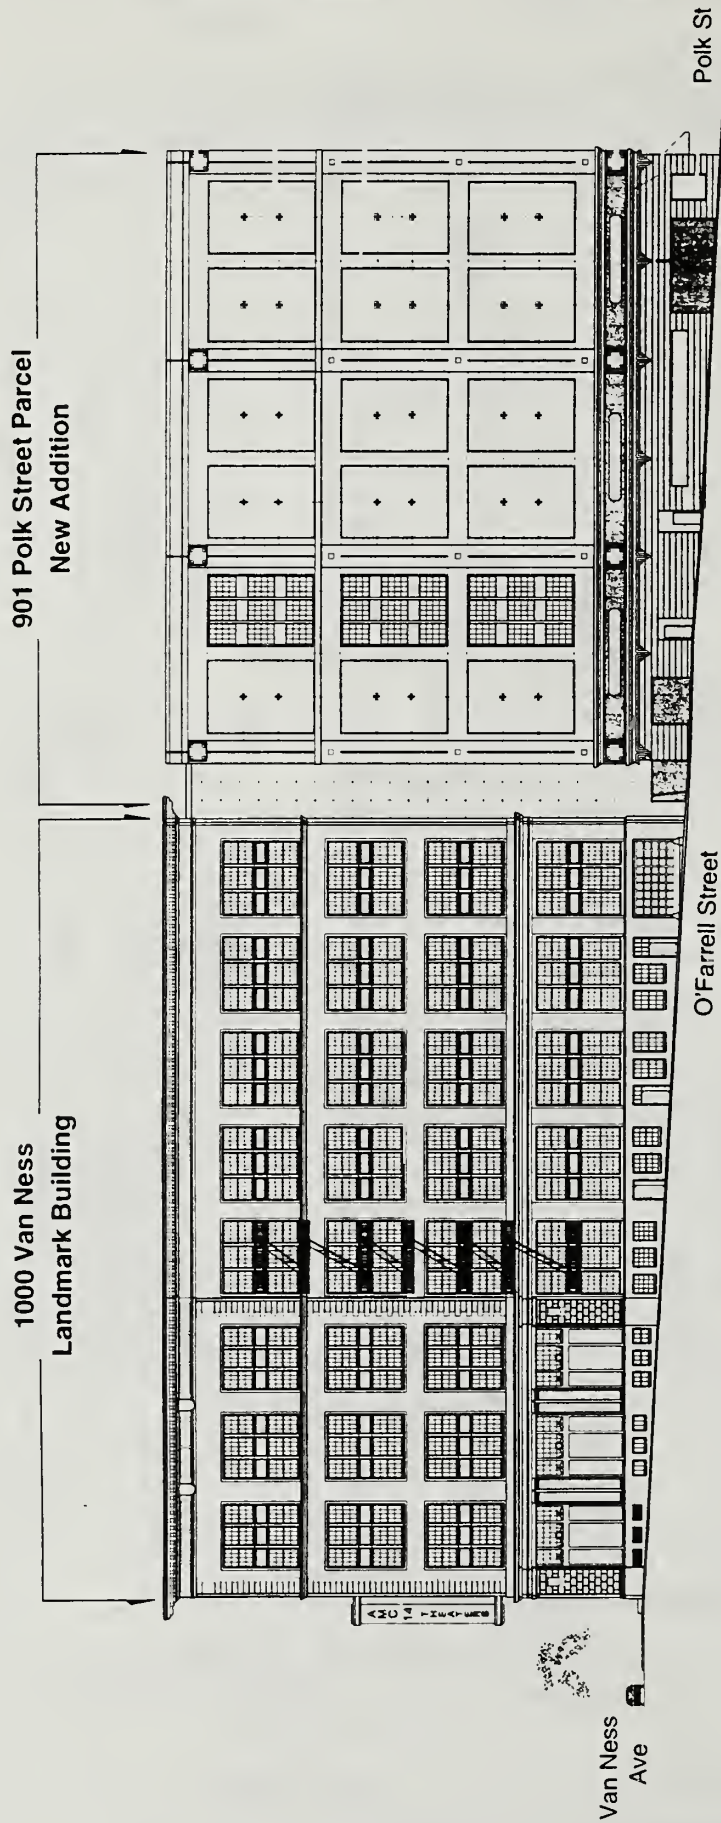 1000 Van Ness
Landmark Building
901 Polk Street Parcel
New Addition
AMC 14 THEATERS
Van Ness
Ave
O'Farrell Street
Polk St